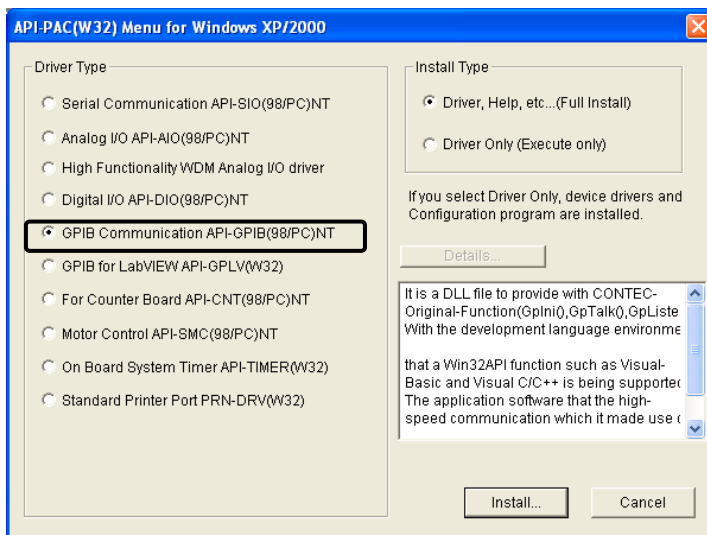 API-PAC(W32) Menu for Windows XP/2000
Driver Type
Serial Communication API-SIO(98/PC)NT
Analog I/O API-AIO(98/PC)NT
High Functionality WDM Analog I/O driver
Digital I/O API-DIO(98/PC)NT
GPIB Communication API-GPIB(98/PC)NT
GPIB for LabVIEW API-GPLV(W32)
For Counter Board API-CNT(98/PC)NT
Motor Control API-SMC(98/PC)NT
On Board System Timer API-TIMER(W32)
Standard Printer Port PRN-DRV(W32)
Install Type
Driver, Help, etc...(Full Install)
Driver Only (Execute only)
If you select Driver Only, device drivers and
Configuration program are installed.
Details...
It is a DLL file to provide with CONTEC-
Original-Function(GpIni(),GpTalk(),GpListe
With the development language environme
that a Win32API function such as Visual-
Basic and Visual C/C++ is being supported
The application software that the high-
speed communication which it made use
Install...
Cancel